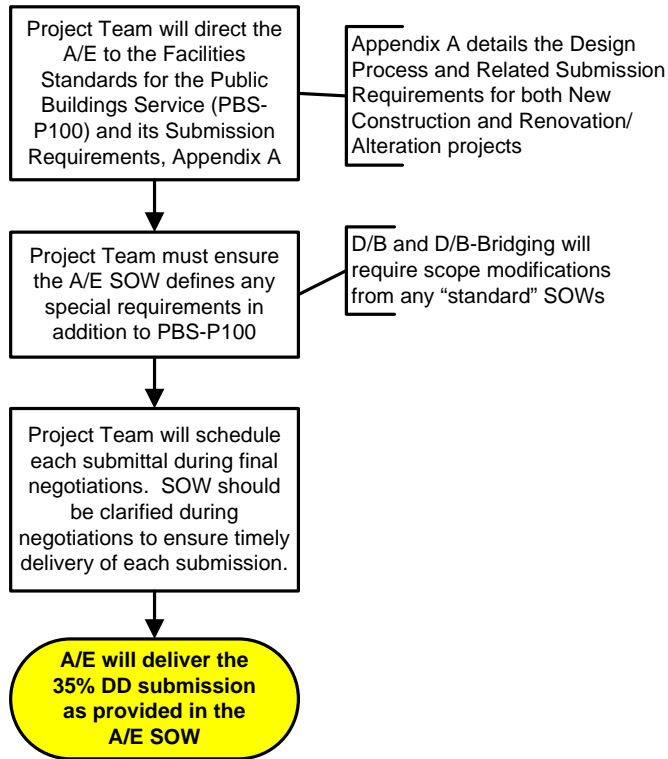 Project Team will direct the
A/E to the Facilities
Standards for the Public
Buildings Service (PBS-
P100) and its Submission
Requirements, Appendix A
Appendix A details the Design
Process and Related Submission
Requirements for both New
Construction and Renovation/
Alteration projects
Project Team must ensure
the A/E SOW defines any
special requirements in
addition to PBS-P100
D/B and D/B-Bridging will
require scope modifications
from any “standard” SOWs
Project Team will schedule
each submittal during final
negotiations.  SOW should
be clarified during
negotiations to ensure timely
delivery of each submission.
A/E will deliver the
35% DD submission
as provided in the
A/E SOW